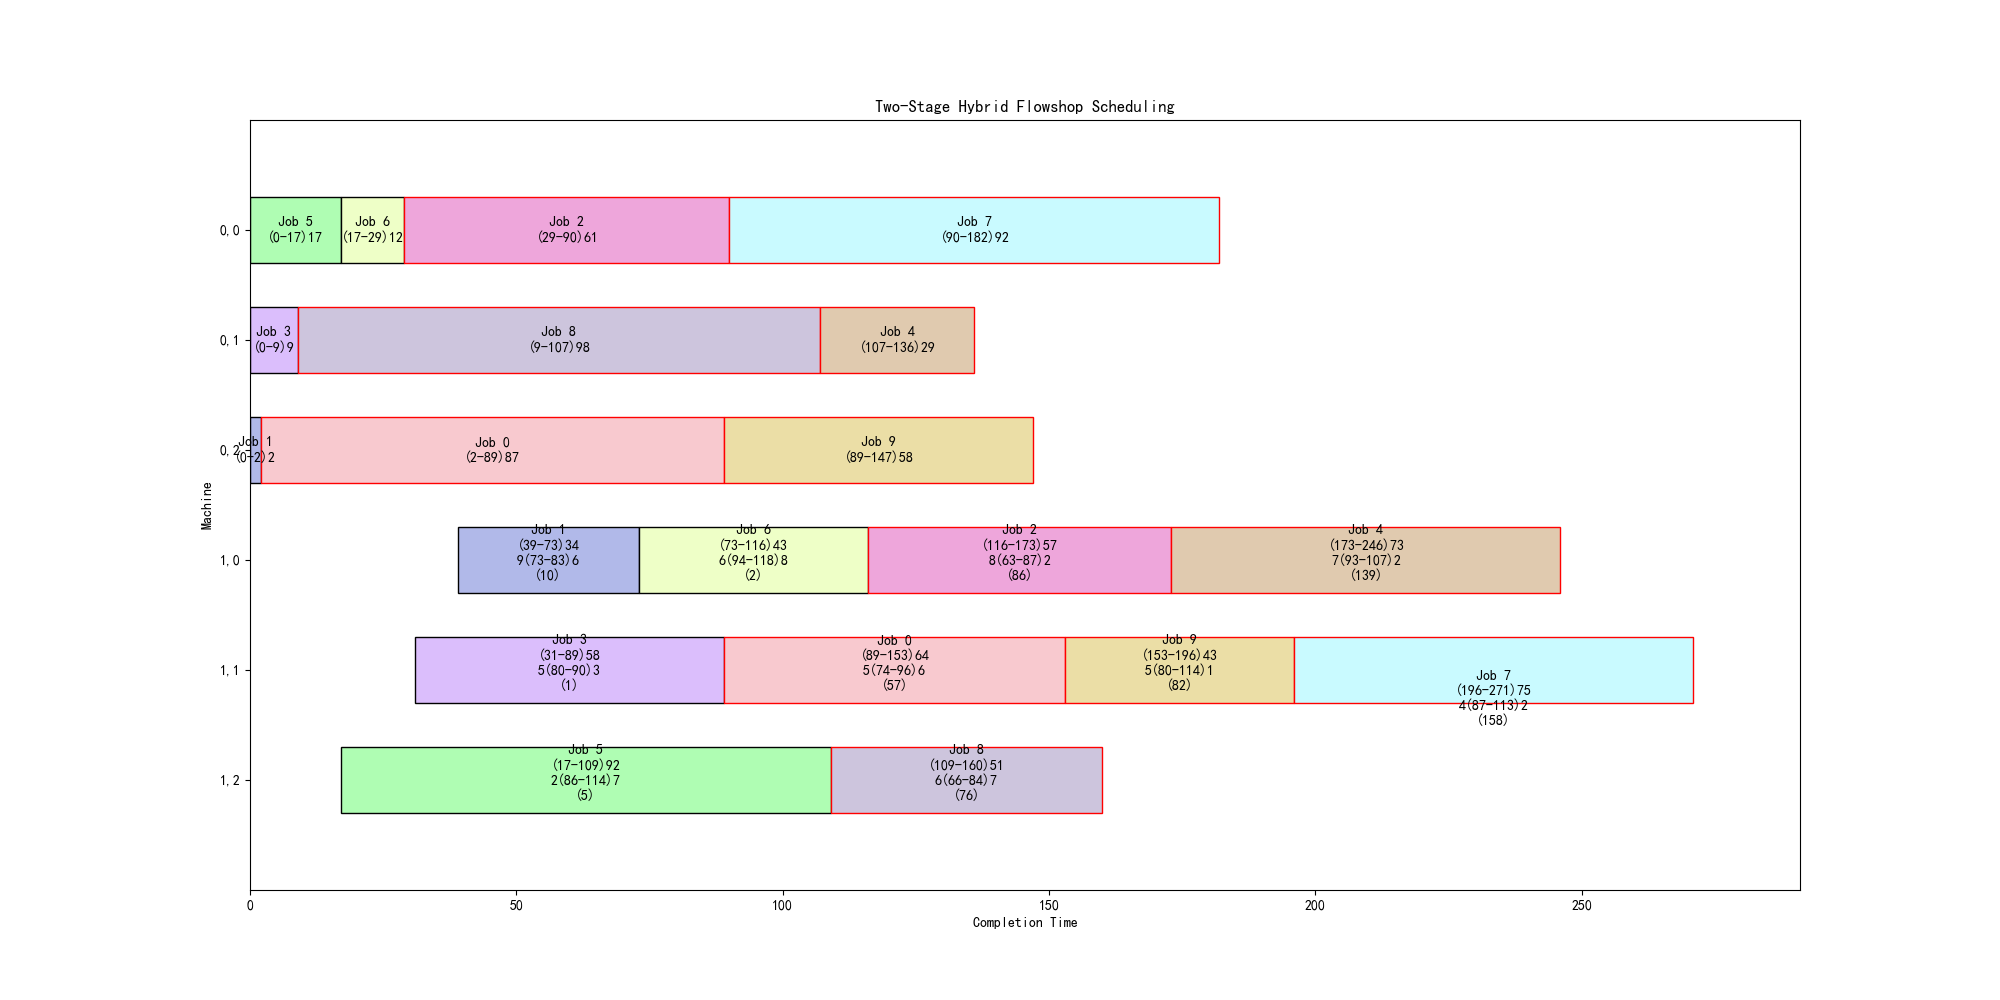 Two-Stage Hybrid Flowshop Scheduling
Machine
0,0
Job 5
(0-17)17
Job 6
(17-29)12
Job 2
(29-90)61
Job 7
(90-182)92
0,1
Job 3
(0-9)9
Job 8
(9-107)98
Job 4
(107-136)29
0,2
Job 1
(0-2)2
Job 0
(2-89)87
Job 9
(89-147)58
1,0
Job 1
(39-73)34
9(73-83)6
(10)
Job 6
(73-116)43
6(94-118)8
(2)
Job 2
(116-173)57
8(63-87)2
(86)
Job 4
(173-246)73
7(93-107)2
(139)
1,1
Job 3
(31-89)58
5(80-90)3
(1)
Job 0
(89-153)64
5(74-96)6
(57)
Job 9
(153-196)43
5(80-114)1
(82)
Job 7
(196-271)75
4(87-113)2
(158)
1,2
Job 5
(17-109)92
2(86-114)7
(5)
Job 8
(109-160)51
6(66-84)7
(76)
0 50 100 150 200 250
Completion Time